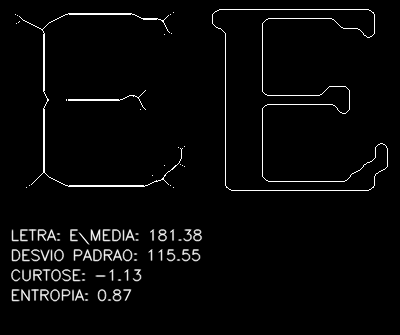 E E
LETRA: E\MEDIA: 181.38
DESVIO PADRAO: 115.55
CURTOSE: -1.13
ENTROPIA: 0.87